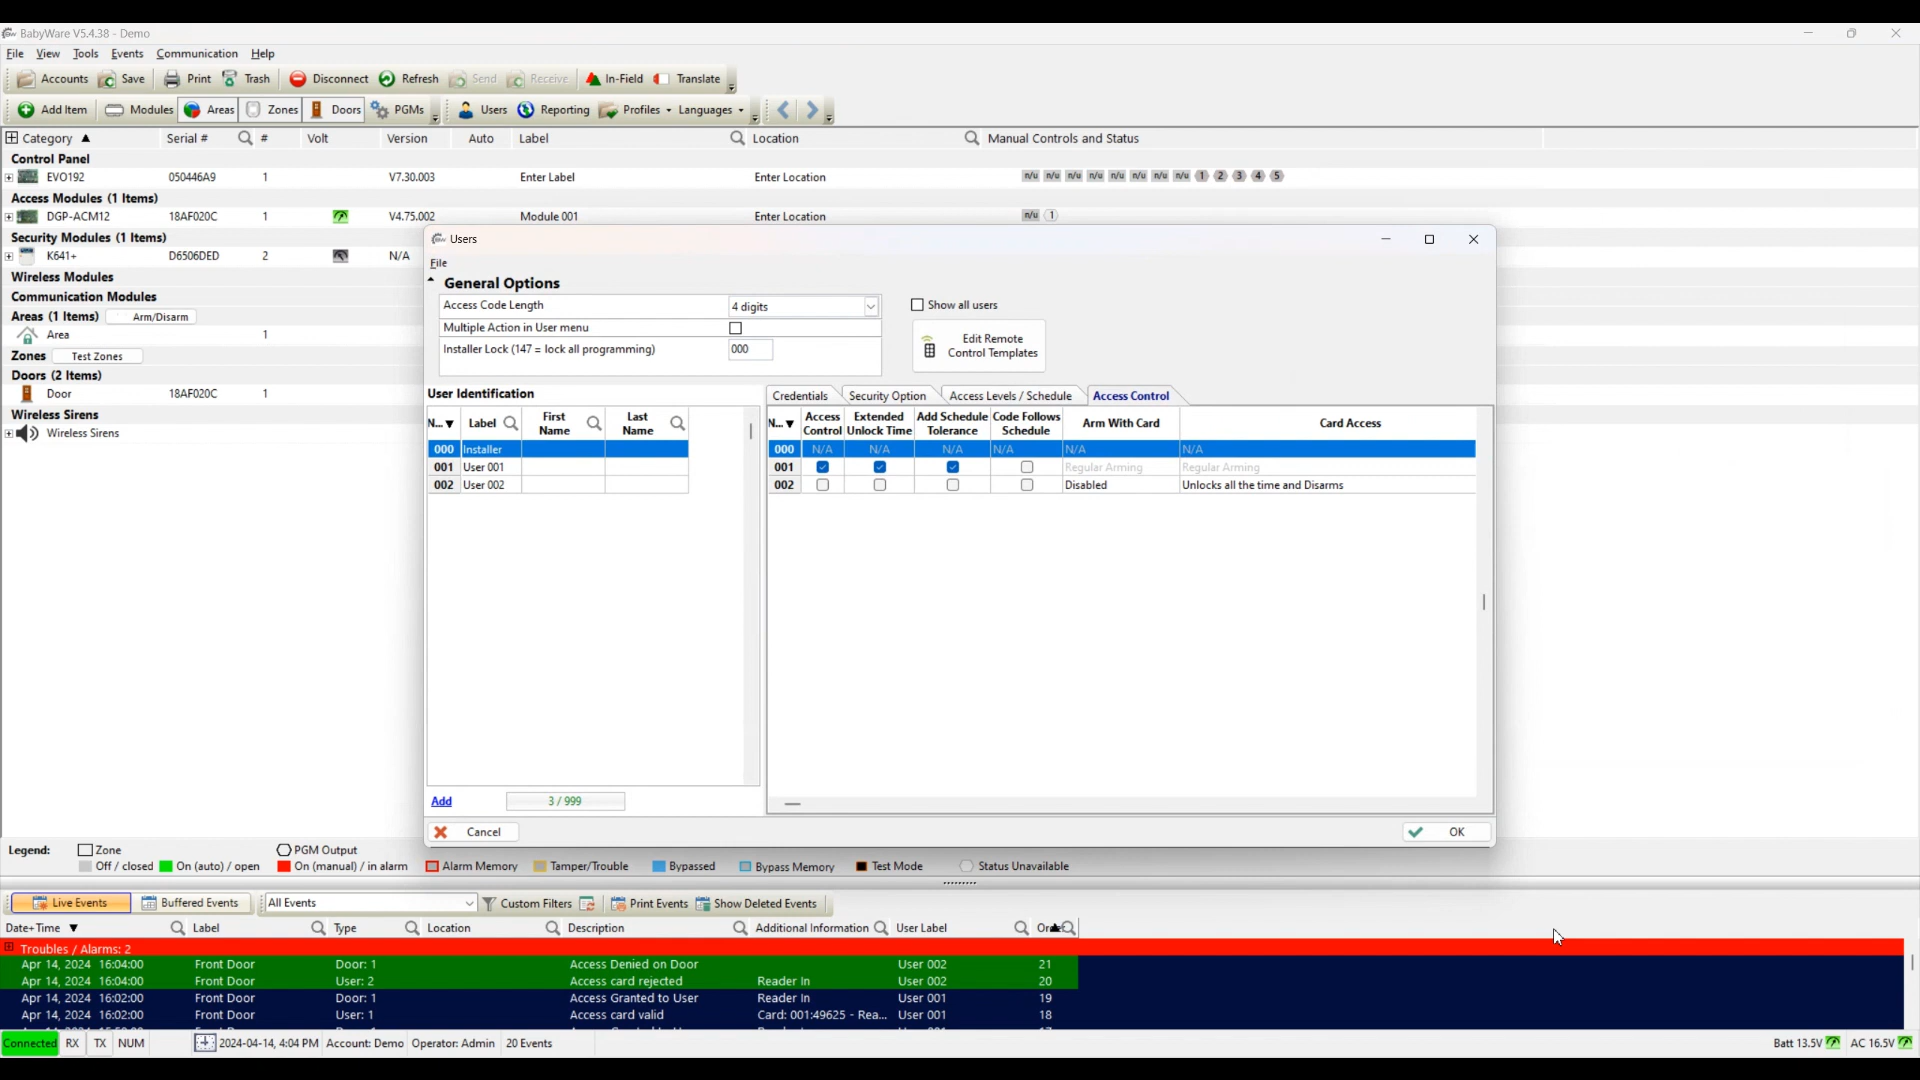 BabyWare V5.4.38 - Demo
File View Tools Events Communication Help
Accounts Save Print Trash Disconnect Refresh Send Receive In-Field Translate
Add Item Modules Areas Zones Doors PGMs Users Reporting Profiles Languages
Category Serial # # Volt Version Auto Label Location Manual Controls and Status
Control Panel
EVO192 050446A9 1 V7.30.003 Enter Label Enter Location n/u n/u n/u n/u n/u n/u n/u n/u 1 2 3 4 5
Access Modules (1 Items)
DGP-ACM12 18AF020C 1 V4.75.002 Module 001 Enter Location n/u 1
Security Modules (1 Items)
K641+ D6506DED 2 N/A
Wireless Modules
Communication Modules
Areas (1 Items) Arm/Disarm
Area 1
Zones Test Zones
Doors (2 Items)
Door 18AF020C 1
Wireless Sirens
Wireless Sirens
Users
File
General Options
Access Code Length 4 digits
Multiple Action in User menu
Installer Lock (147 = lock all programming) 000
Show all users
Edit Remote
Control Templates
User Identification
N... Label First Name Last Name
000 Installer
001 User 001
002 User 002
Add 3 / 999
Credentials Security Option Access Levels / Schedule Access Control
N... Access Control Extended Unlock Time Add Schedule Tolerance Code Follows Schedule Arm With Card Card Access
000 N/A N/A N/A N/A N/A N/A
001 Regular Arming Regular Arming
002 Disabled Unlocks all the time and Disarms
Cancel OK
Legend: Zone PGM Output
Off / closed On (auto) / open On (manual) / in alarm Alarm Memory Tamper/Trouble Bypassed Bypass Memory Test Mode Status Unavailable
Live Events Buffered Events All Events Custom Filters Print Events Show Deleted Events
Date+Time Label Type Location Description Additional Information User Label
Troubles / Alarms: 2
Apr 14, 2024 16:04:00 Front Door Door: 1 Access Denied on Door User 002 21
Apr 14, 2024 16:04:00 Front Door User: 2 Access card rejected Reader In User 002 20
Apr 14, 2024 16:02:00 Front Door Door: 1 Access Granted to User Reader In User 001 19
Apr 14, 2024 16:02:00 Front Door User: 1 Access card valid Card: 001:49625 - Rea... User 001 18
Connected RX TX NUM 2024-04-14, 4:04 PM Account: Demo Operator: Admin 20 Events Batt 13.5V AC 16.5V